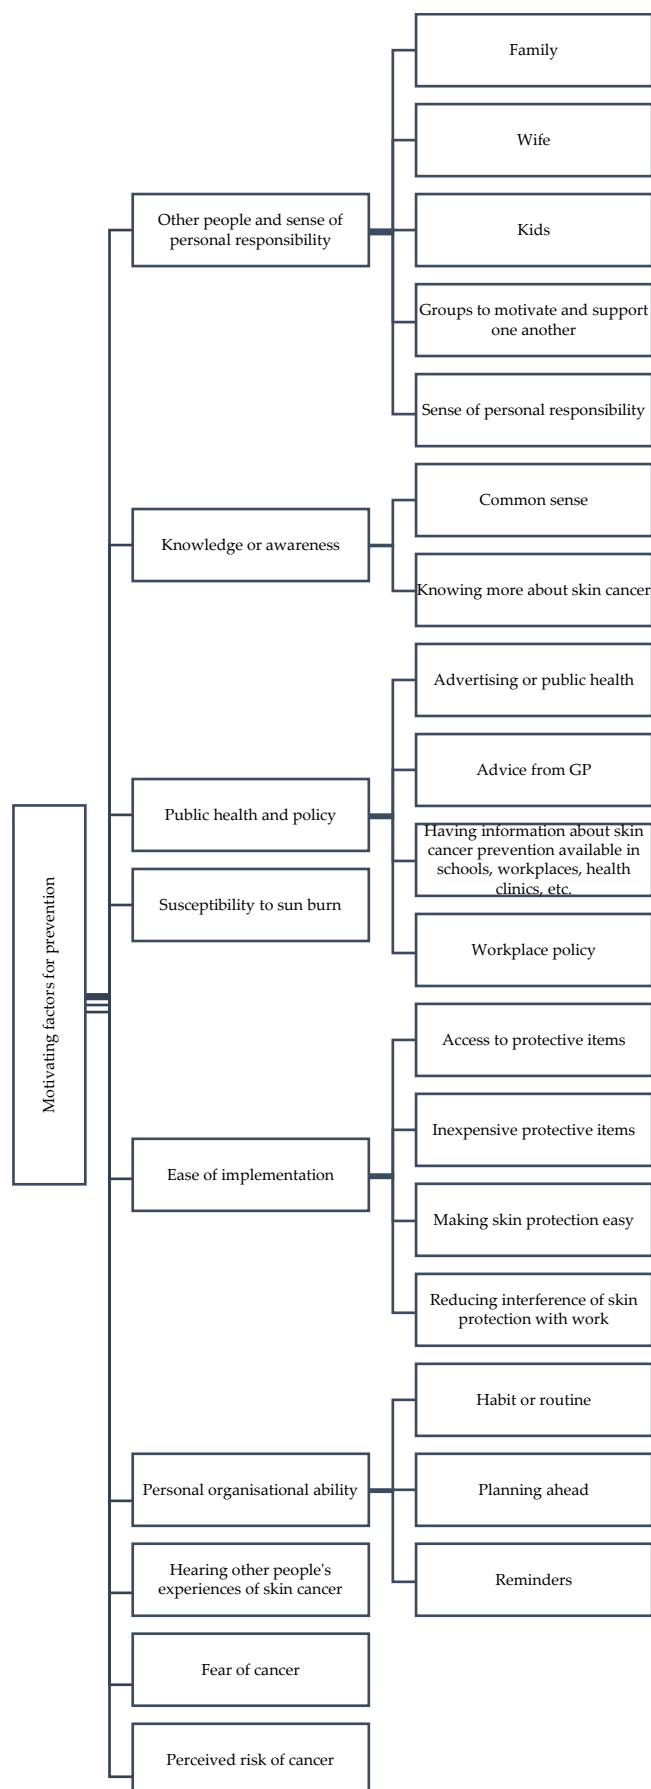 Motivating factors for prevention
Other people and sense of
personal responsibility
Family
Wife
Kids
Groups to motivate and support
one another
Sense of personal responsibility
Knowledge or awareness
Common sense
Knowing more about skin cancer
Public health and policy
Advertising or public health
Advice from GP
Having information about skin
cancer prevention available in
schools, workplaces, health
clinics, etc.
Workplace policy
Susceptibility to sun burn
Ease of implementation
Access to protective items
Inexpensive protective items
Making skin protection easy
Reducing interference of skin
protection with work
Personal organisational ability
Habit or routine
Planning ahead
Reminders
Hearing other people's
experiences of skin cancer
Fear of cancer
Perceived risk of cancer